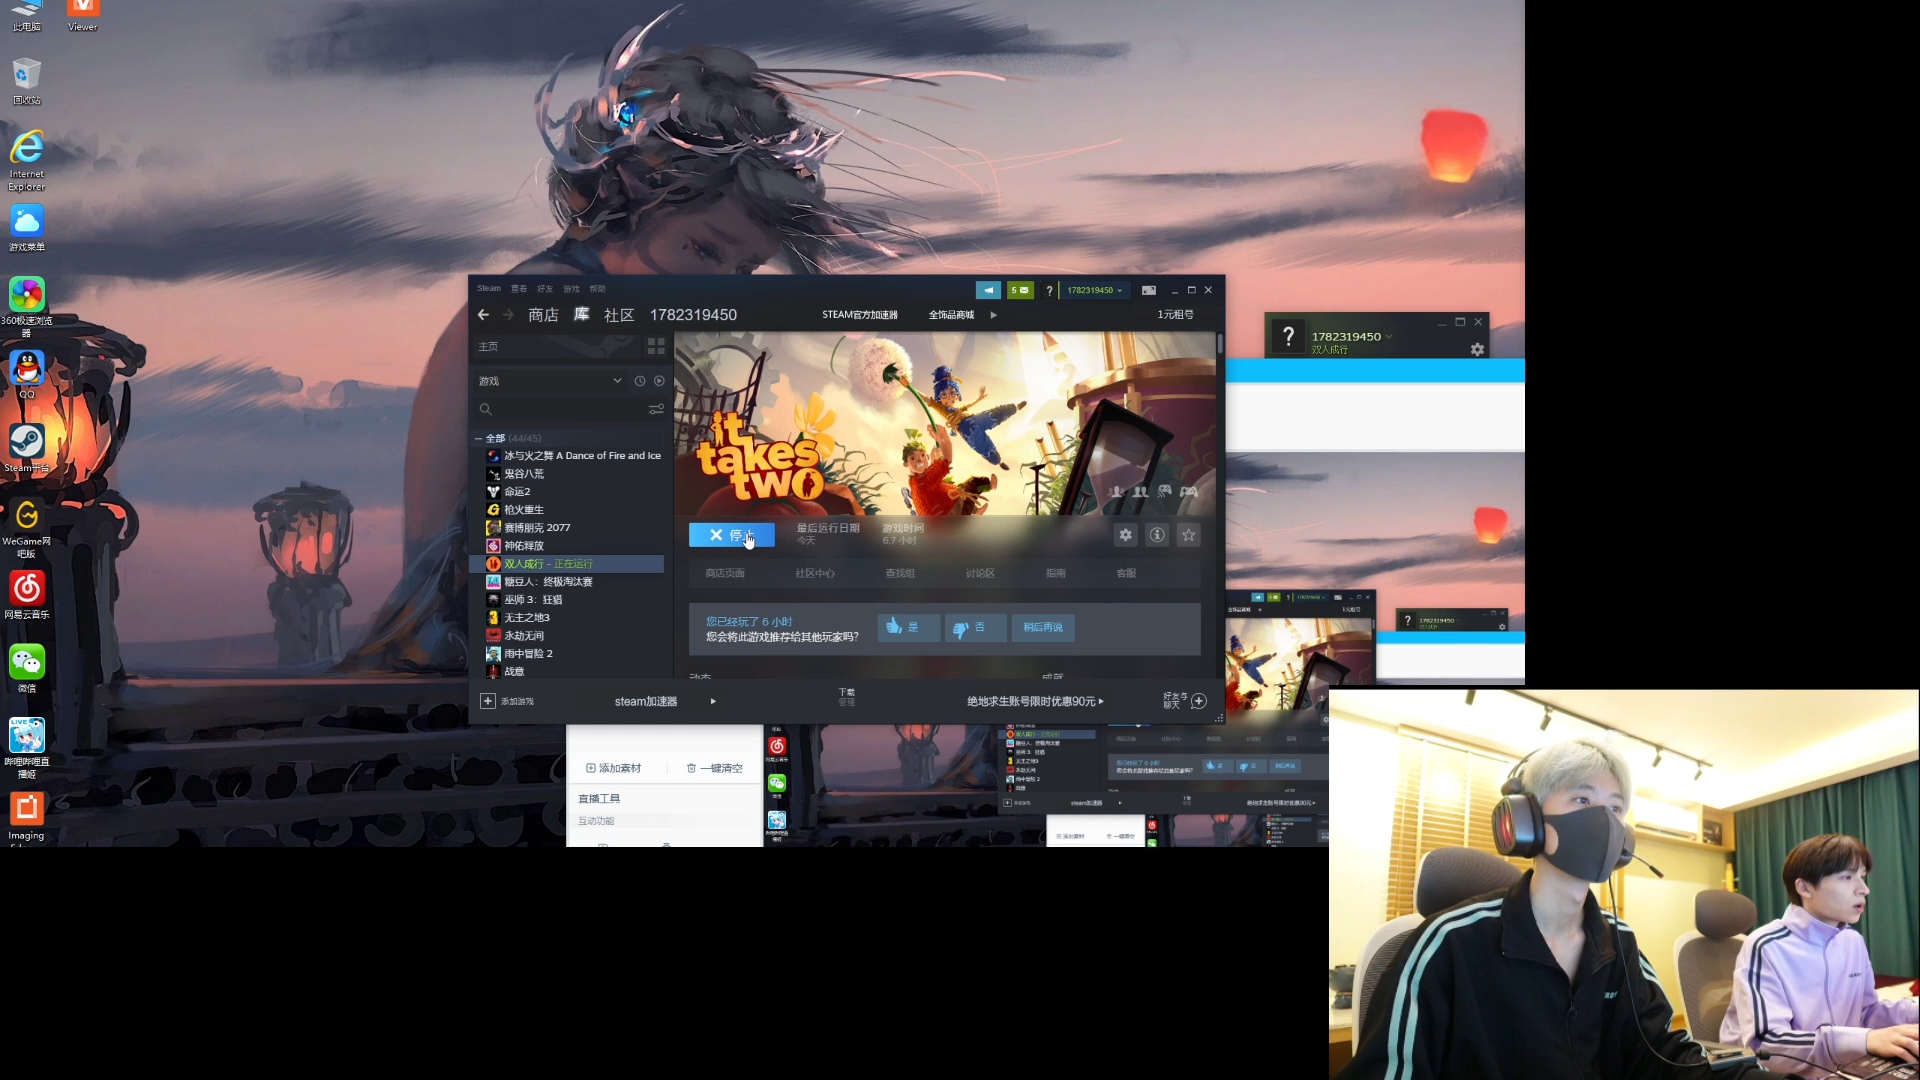 此电脑
Viewer
回收站
Internet
Explorer
游戏菜单
360极速浏览
器
QQ
Steam平台
WeGame网
吧版
网易云音乐
微信
LIVE
哔哩哔哩直
播姬
Imaging
Steam 查看 好友 游戏 帮助
5
?
1782319450
商店 库 社区 1782319450
STEAM官方加速器
全饰品商城
1元租号
主页
游戏
全部 (44/45)
冰与火之舞 A Dance of Fire and Ice
鬼谷八荒
命运2
枪火重生
赛博朋克 2077
神佑释放
双人成行 - 正在运行
糖豆人：终极淘汰赛
巫师 3：狂猎
无主之地3
永劫无间
雨中冒险 2
战意
添加游戏
it
takes
two
停止
最后运行日期
今天
游戏时间
6.7 小时
商店页面
社区中心
查找组
讨论区
指南
客服
您已经玩了 6 小时
您会将此游戏推荐给其他玩家吗?
是
否
稍后再说
动态
成就
steam加速器
下载
管理
绝地求生账号限时优惠90元
好友与
聊天
?
1782319450
双人成行
添加素材
一键清空
直播工具
互动功能